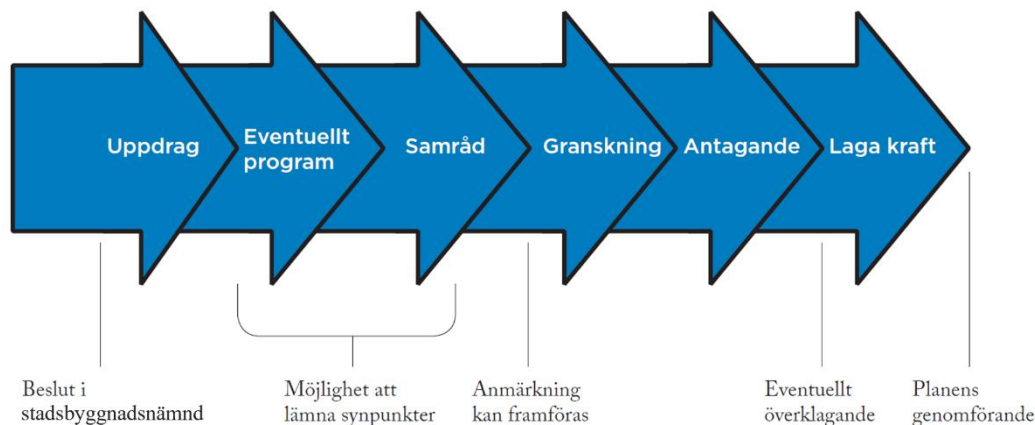 Uppdrag
Eventuellt
program
Samråd
Granskning
Antagande
Laga kraft
Beslut i
stadsbyggnadsnämnd
Möjlighet att
lämna synpunkter
Anmärkning
kan framföras
Eventuellt
överklagande
Planens
genomförande